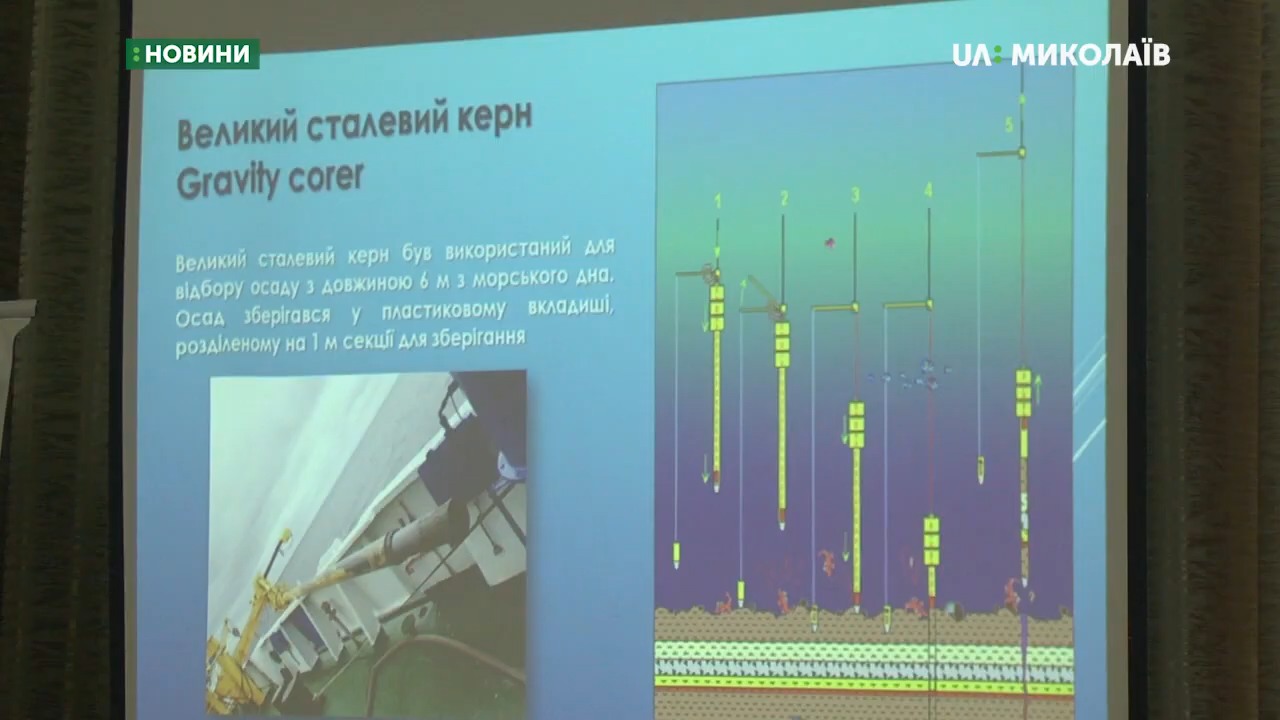 НОВИНИ
UA: МИКОЛАЇВ
Великий сталевий керн
Gravity corer
Великий сталевий керн був використаний для
відбору осаду з довжиною 6 м з морського дна.
Осад зберігався у пластиковому вкладиші,
розділеному на 1 м секції для зберігання
1
2
3
4
5